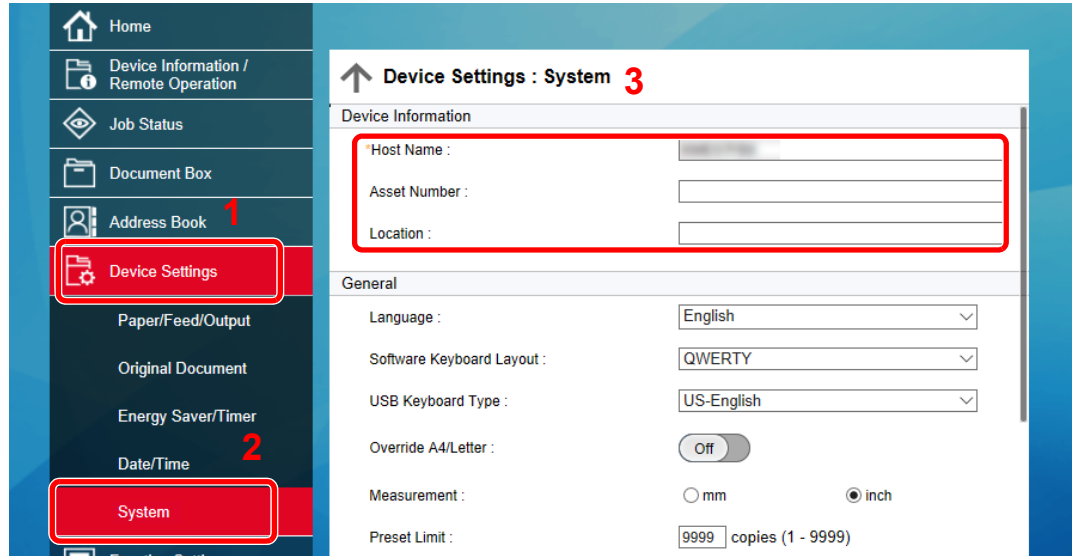 Home
Device Information /
Remote Operation
Job Status
Document Box
Address Book
1
Device Settings
Paper/Feed/Output
Original Document
Energy Saver/Timer
Date/Time
2
System
Device Settings : System
3
Device Information
*Host Name :
Asset Number :
Location :
General
Language : English
Software Keyboard Layout : QWERTY
USB Keyboard Type : US-English
Override A4/Letter : Off
Measurement : mm inch
Preset Limit : 9999 copies (1 - 9999)